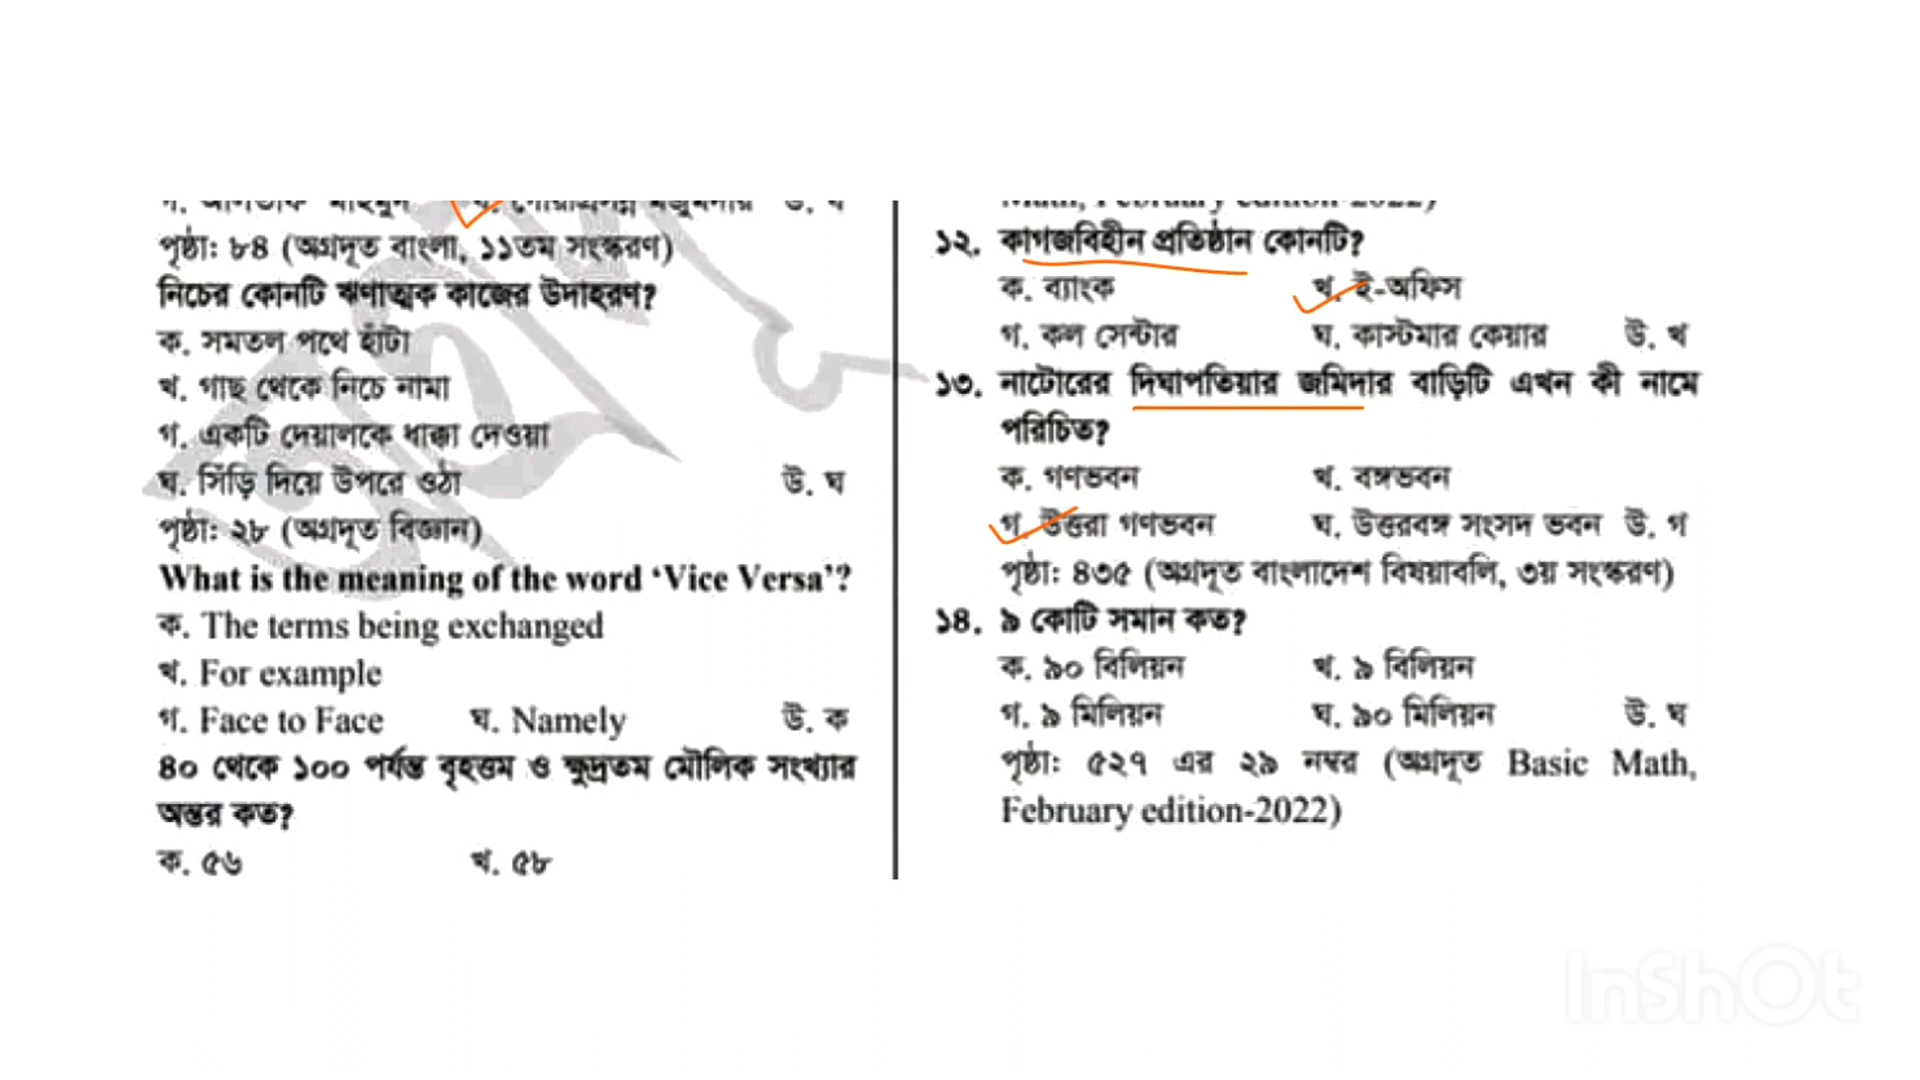 পৃষ্ঠা: ৮৪ (অগ্রদূত বাংলা, ১১তম সংস্করণ)
নিচের কোনটি ঋণাত্মক কাজের উদাহরণ?
ক. সমতল পথে হাঁটা
খ. গাছ থেকে নিচে নামা
গ. একটি দেয়ালকে ধাক্কা দেওয়া
ঘ. সিঁড়ি দিয়ে উপরে ওঠা উ. ঘ
পৃষ্ঠা: ২৮ (অগ্রদূত বিজ্ঞান)
What is the meaning of the word ‘Vice Versa’?
ক. The terms being exchanged
খ. For example
গ. Face to Face ঘ. Namely উ. ক
৪০ থেকে ১০০ পর্যন্ত বৃহত্তম ও ক্ষুদ্রতম মৌলিক সংখ্যার
অন্তর কত?
ক. ৫৬ খ. ৫৮
Math, February edition-2022)
১২. কাগজবিহীন প্রতিষ্ঠান কোনটি?
ক. ব্যাংক খ. ই-অফিস
গ. কল সেন্টার ঘ. কাস্টমার কেয়ার উ. খ
১৩. নাটোরের দিঘাপতিয়ার জমিদার বাড়িটি এখন কী নামে
পরিচিত?
ক. গণভবন খ. বঙ্গভবন
গ. উত্তরা গণভবন ঘ. উত্তরবঙ্গ সংসদ ভবন উ. গ
পৃষ্ঠা: ৪৩৫ (অগ্রদূত বাংলাদেশ বিষয়াবলি, ৩য় সংস্করণ)
১৪. ৯ কোটি সমান কত?
ক. ৯০ বিলিয়ন খ. ৯ বিলিয়ন
গ. ৯ মিলিয়ন ঘ. ৯০ মিলিয়ন উ. ঘ
পৃষ্ঠা: ৫২৭ এর ২৯ নম্বর (অগ্রদূত Basic Math,
February edition-2022)
InShOt